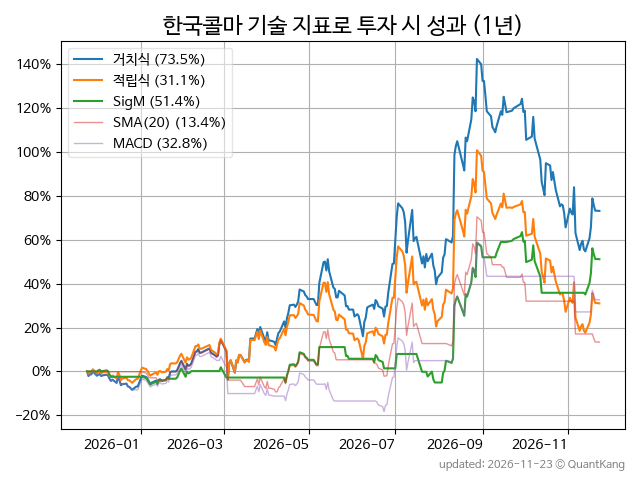 한국콜마 기술 지표로 투자 시 성과 (1년)
거치식 (73.5%)
적립식 (31.1%)
SigM (51.4%)
SMA(20) (13.4%)
MACD (32.8%)
140%
120%
100%
80%
60%
40%
20%
0%
−20%
2026−01 2026−03 2026−05 2026−07 2026−09 2026−11
updated: 2026-11-23 ⓒ QuantKang